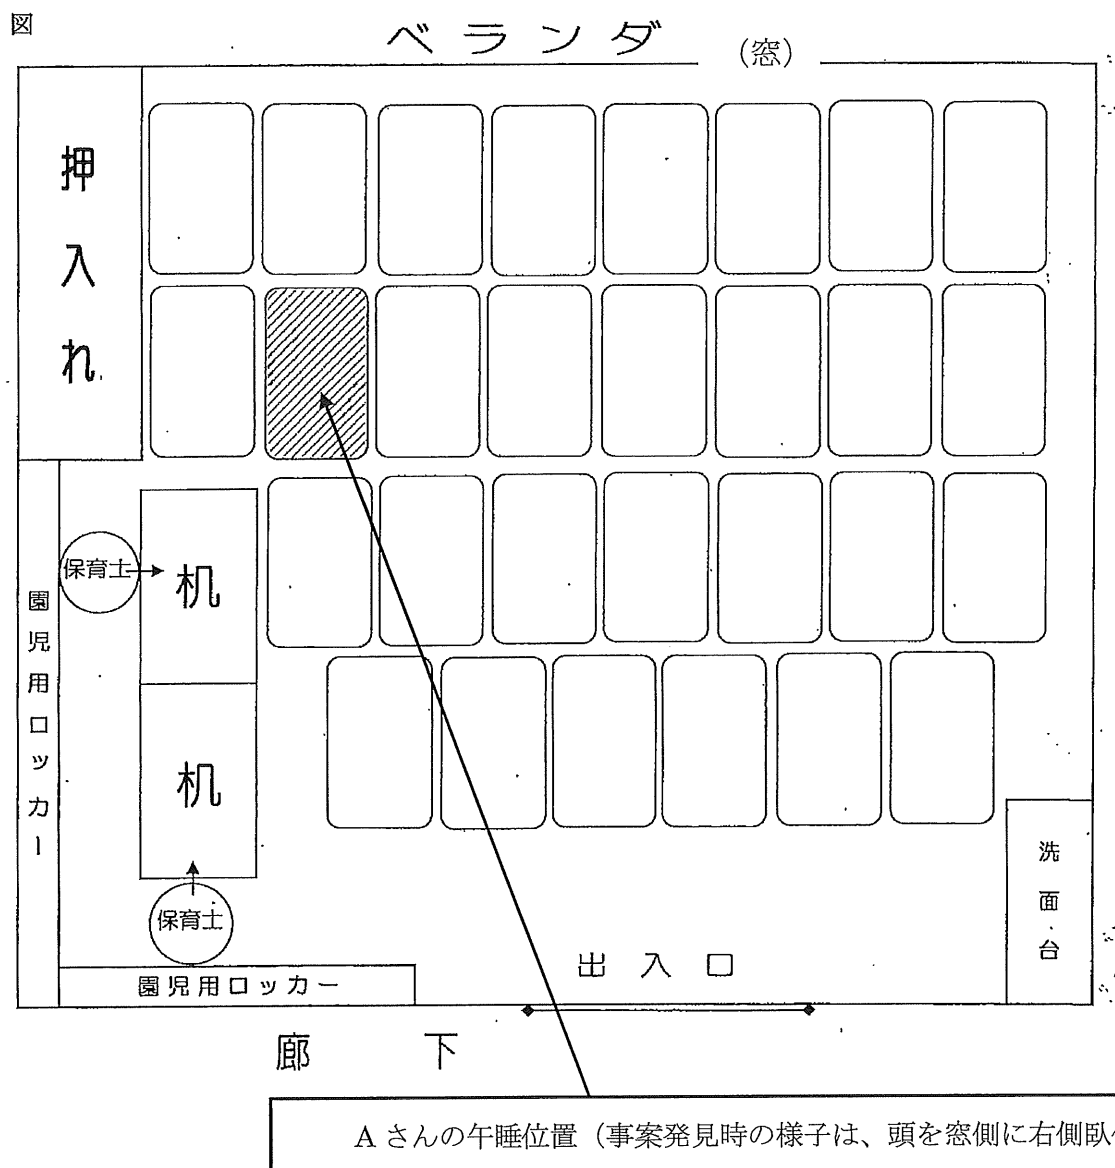 図
ベランダ
(窓)
押入れ
保育士
机
園児用ロッカー
机
保育士
洗面台
出入口
園児用ロッカー
廊下
Aさんの午睡位置（事案発見時の様子は、頭を窓側に右側臥